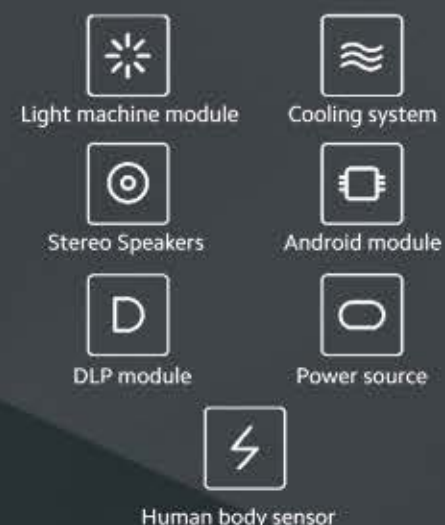 Light machine module
Cooling system
Stereo Speakers
Android module
DLP module
Power source
Human body sensor